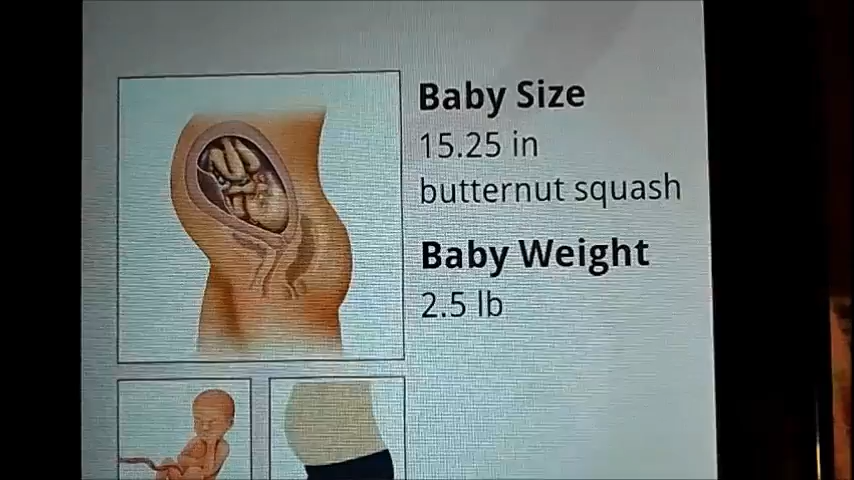 Baby Size
15.25 in
butternut squash
Baby Weight
2.5 lb